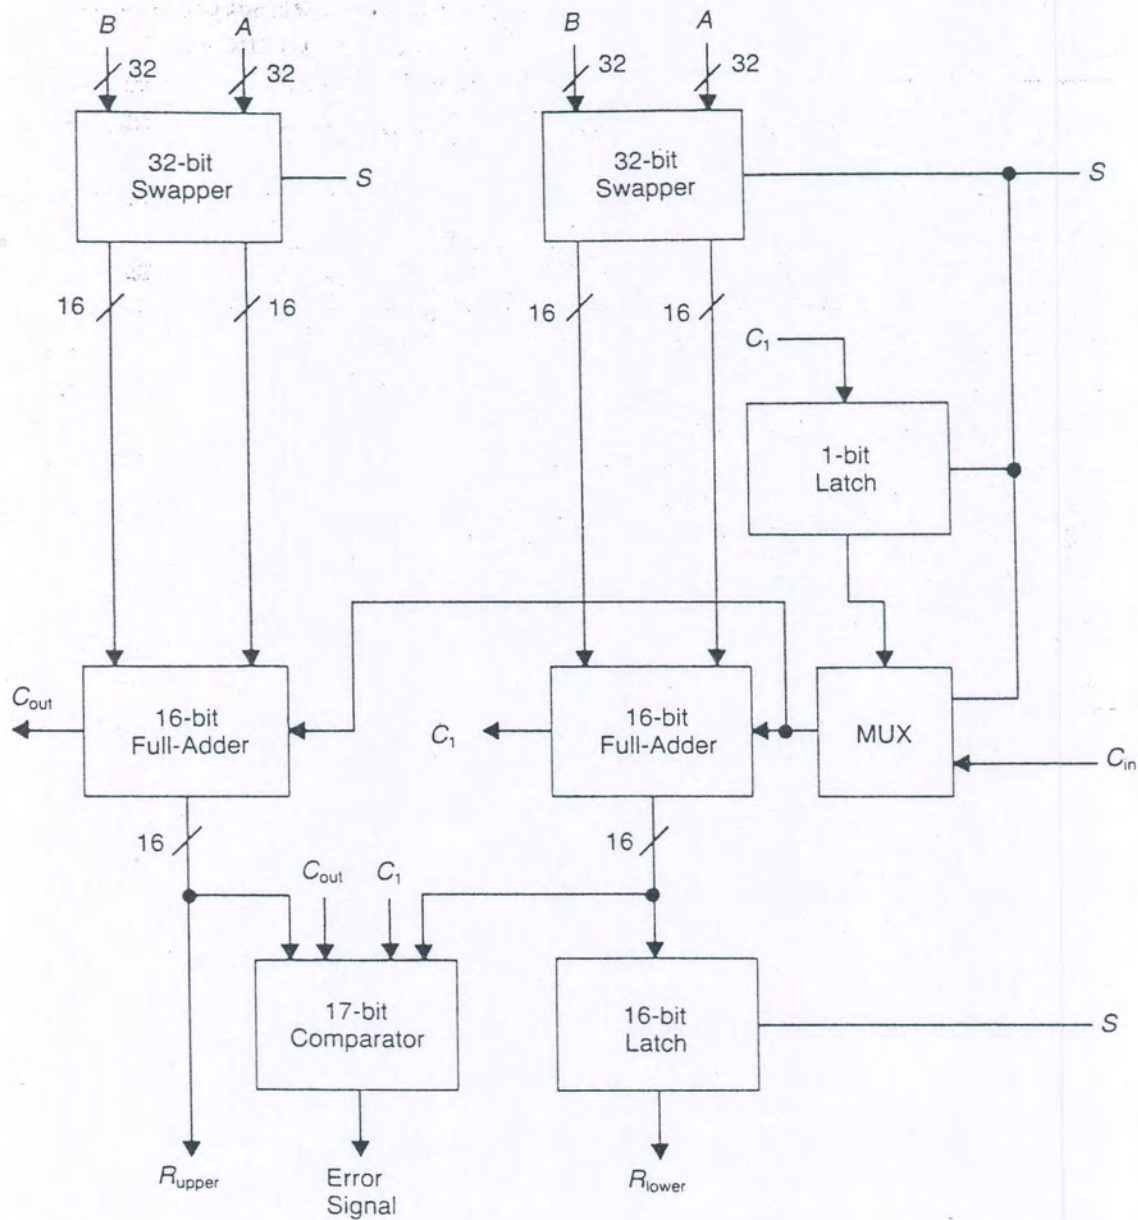 B
A
B
A
32
32
32
32
32-bit
Swapper
S
32-bit
Swapper
S
16
16
16
16
C1
1-bit
Latch
Cout
16-bit
Full-Adder
C1
16-bit
Full-Adder
MUX
Cin
16
16
Cout
C1
17-bit
Comparator
16-bit
Latch
S
Rupper
Error
Signal
Rlower